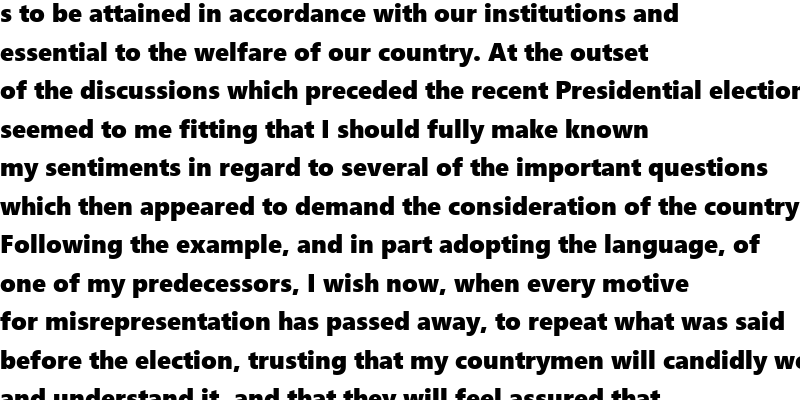 s to be attained in accordance with our institutions and
essential to the welfare of our country. At the outset
of the discussions which preceded the recent Presidential election
seemed to me fitting that I should fully make known
my sentiments in regard to several of the important questions
which then appeared to demand the consideration of the country
Following the example, and in part adopting the language, of
one of my predecessors, I wish now, when every motive
for misrepresentation has passed away, to repeat what was said
before the election, trusting that my countrymen will candidly we
and understand it, and that they will feel assured that